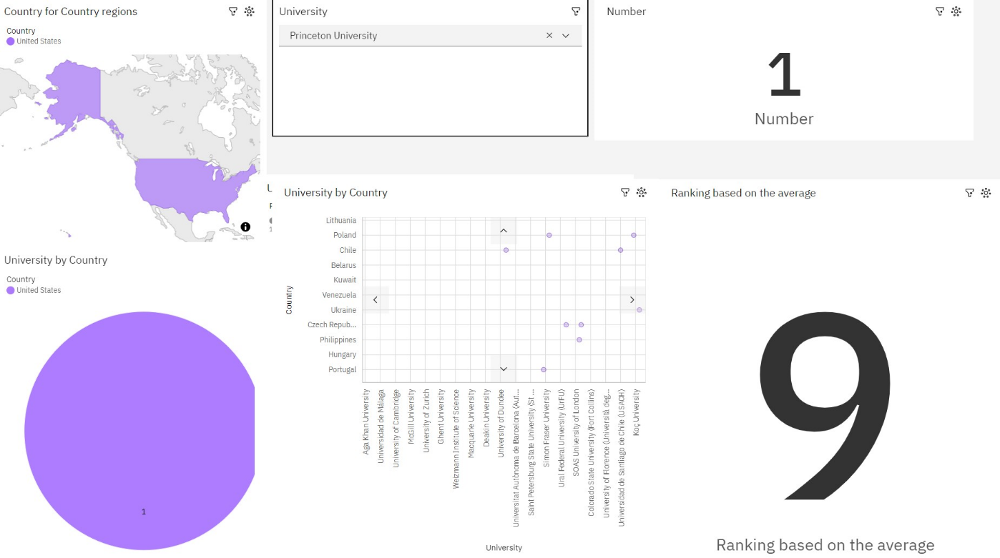 Country for Country regions
Country
United States
University
Princeton University
Number
1
Number
University by Country
Country
United States
1
University by Country
Country
Lithuania
Poland
Chile
Belarus
Kuwait
Venezuela
Ukraine
Czech Repub...
Philippines
Hungary
Portugal
Aga Khan University
Universidad de Málaga
University of Cambridge
McGill University
University of Zurich
Ghent University
Weizmann Institute of Science
Macquarie University
Deakin University
University of Dundee
Universitat Autònoma de Barcelona (Aut...
Saint Petersburg State University (St...
Simon Fraser University
Ural Federal University (UrFU)
SOAS University of London
Colorado State University (Fort Collins)
University of Florence (Università deg...
Universidad de Santiago de Chile (USACH)
Koç University
University
Ranking based on the average
9
Ranking based on the average